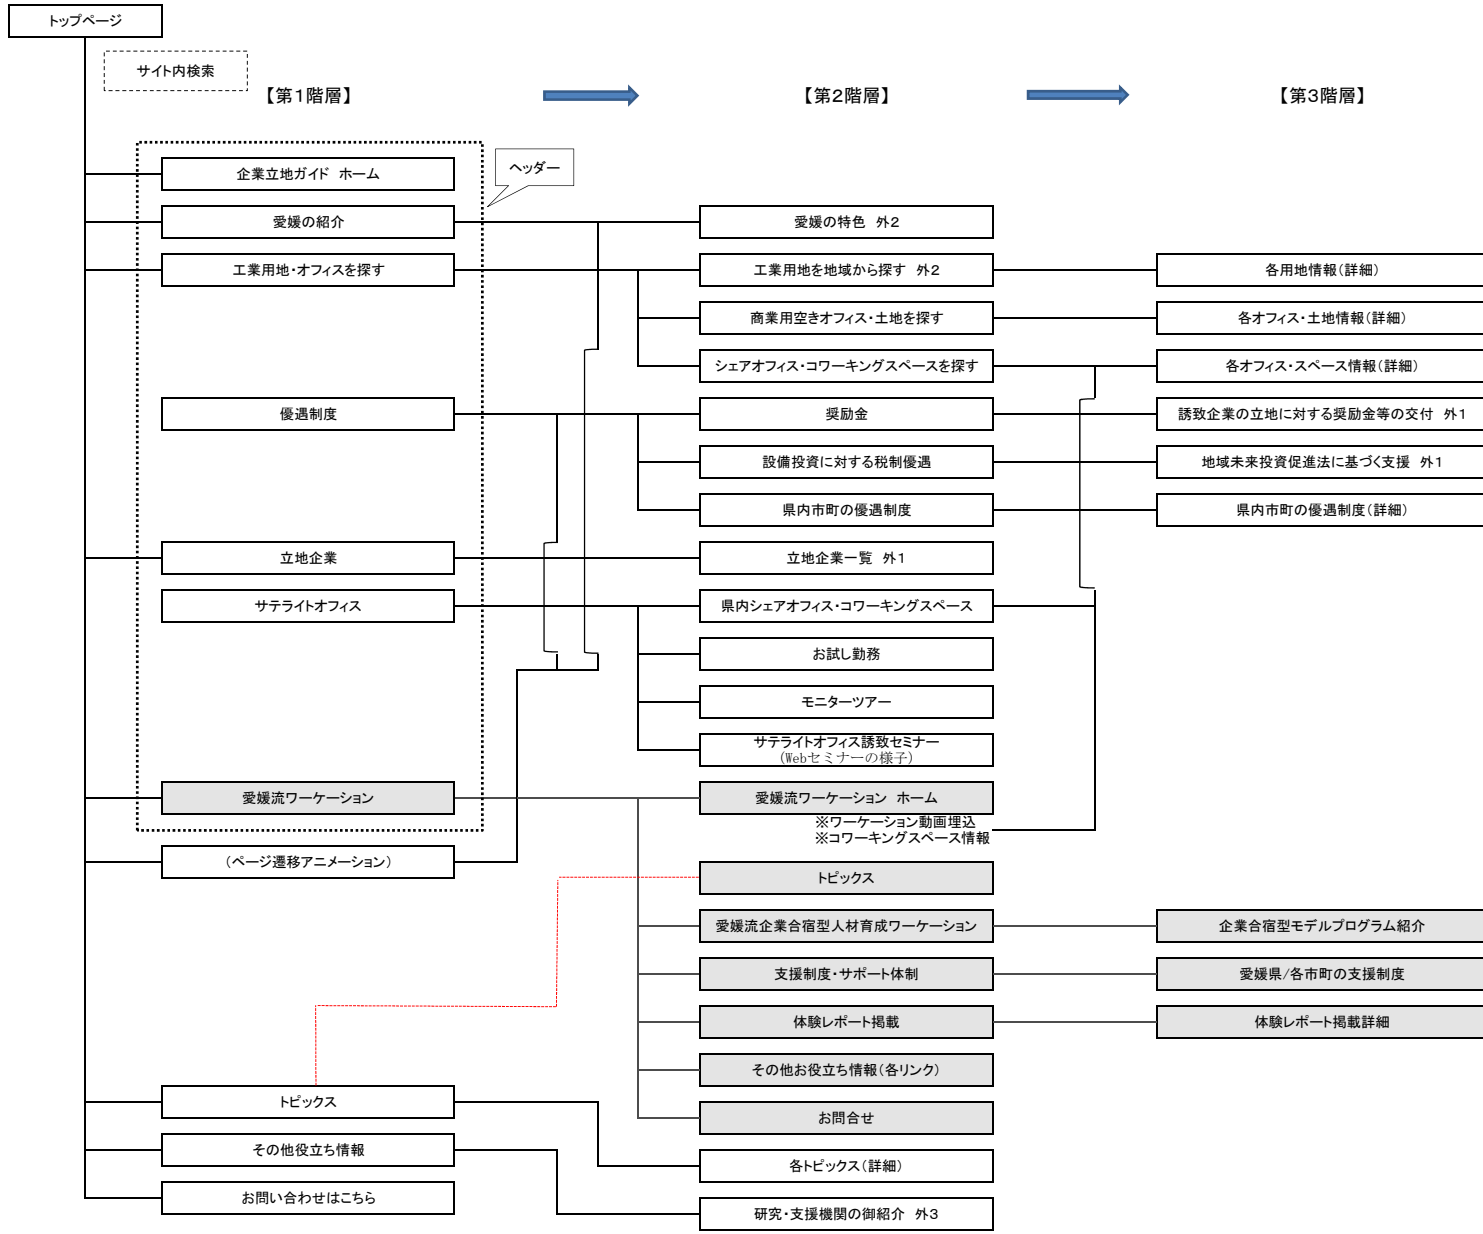 トップページ
サイト内検索
【第1階層】
【第2階層】
【第3階層】
ヘッダー
企業立地ガイド ホーム
愛媛の紹介
愛媛の特色 外2
工業用地・オフィスを探す
工業用地を地域から探す 外2
各用地情報(詳細)
商業用空きオフィス・土地を探す
各オフィス・土地情報(詳細)
シェアオフィス・コワーキングスペースを探す
各オフィス・スペース情報(詳細)
優遇制度
奨励金
誘致企業の立地に対する奨励金等の交付 外1
設備投資に対する税制優遇
地域未来投資促進法に基づく支援 外1
県内市町の優遇制度
県内市町の優遇制度(詳細)
立地企業
立地企業一覧 外1
サテライトオフィス
県内シェアオフィス・コワーキングスペース
お試し勤務
モニターツアー
サテライトオフィス誘致セミナー
(Webセミナーの様子)
愛媛流ワーケーション
愛媛流ワーケーション ホーム
※ワーケーション動画埋込
※コワーキングスペース情報
(ページ遷移アニメーション)
トピックス
愛媛流企業合宿型人材育成ワーケーション
企業合宿型モデルプログラム紹介
支援制度・サポート体制
愛媛県/各市町の支援制度
体験レポート掲載
体験レポート掲載詳細
その他お役立ち情報(各リンク)
トピックス
お問合せ
その他役立ち情報
各トピックス(詳細)
お問い合わせはこちら
研究・支援機関の御紹介 外3